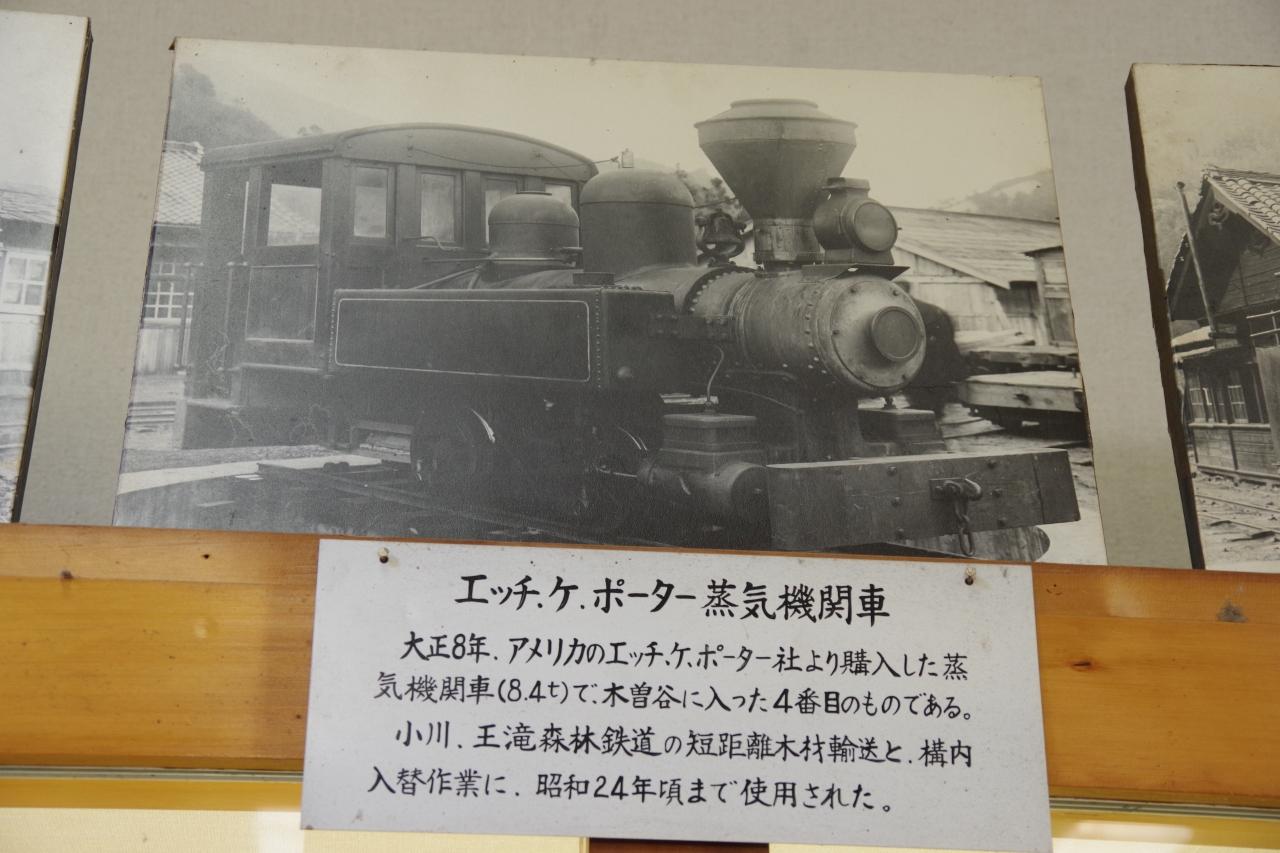 エッチ.ケ.ポーター蒸気機関車
大正8年.アメリカのエッチ.ケ.ポーター社より購入した蒸
気機関車(8.4t)で.木曽谷に入った4番目のものである。
小川.王滝森林鉄道の短距離木材輸送と.構内
入替作業に.昭和24年頃まで使用された。